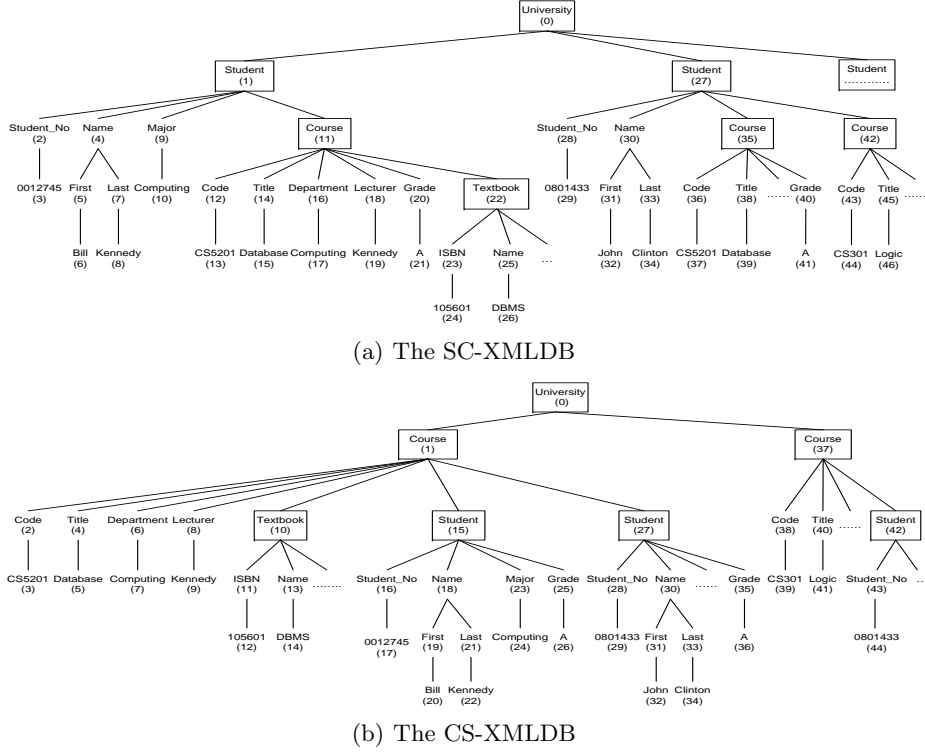 University
(0)
Student
(1)
Student
(27)
Student
............
Student_No
(2)
Name
(4)
Major
(9)
Course
(11)
Student_No
(28)
Name
(30)
Course
(35)
Course
(42)
0012745
(3)
First
(5)
Last
(7)
Computing
(10)
Code
(12)
Title
(14)
Department
(16)
Lecturer
(18)
Grade
(20)
Textbook
(22)
0801433
(29)
First
(31)
Last
(33)
Code
(36)
Title
(38)
......
Grade
(40)
Code
(43)
Title
(45)
......
Bill
(6)
Kennedy
(8)
CS5201
(13)
Database
(15)
Computing
(17)
Kennedy
(19)
A
(21)
ISBN
(23)
Name
(25)
...
John
(32)
Clinton
(34)
CS5201
(37)
Database
(39)
A
(41)
CS301
(44)
Logic
(46)
105601
(24)
DBMS
(26)
(a) The SC-XMLDB
University
(0)
Course
(1)
Course
(37)
Code
(2)
Title
(4)
Department
(6)
Lecturer
(8)
Textbook
(10)
Student
(15)
Student
(27)
Code
(38)
Title
(40)
......
Student
(42)
CS5201
(3)
Database
(5)
Computing
(7)
Kennedy
(9)
ISBN
(11)
Name
(13)
........
Student_No
(16)
Name
(18)
Major
(23)
Grade
(25)
Student_No
(28)
Name
(30)
......
Grade
(35)
CS301
(39)
Logic
(41)
Student_No
(43)
...
105601
(12)
DBMS
(14)
0012745
(17)
First
(19)
Last
(21)
Computing
(24)
A
(26)
0801433
(29)
First
(31)
Last
(33)
A
(36)
0801433
(44)
Bill
(20)
Kennedy
(22)
John
(32)
Clinton
(34)
(b) The CS-XMLDB